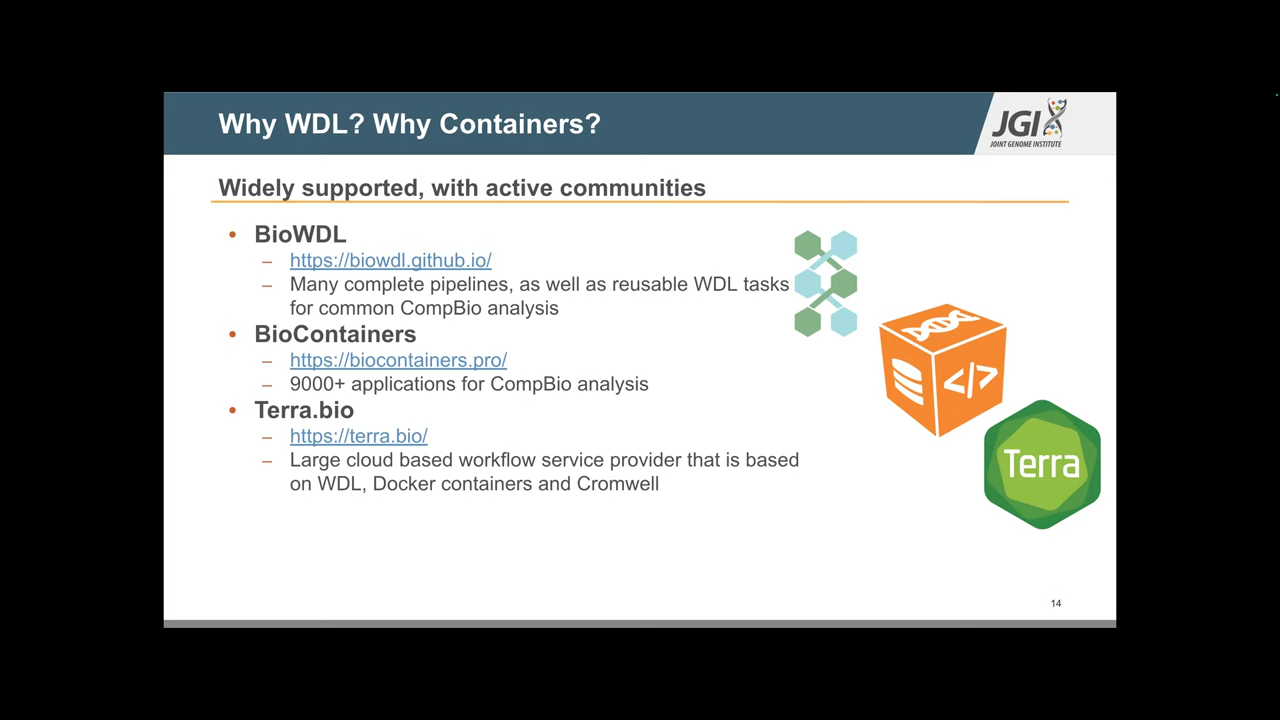 Why WDL? Why Containers?
JGI
JOINT GENOME INSTITUTE
Widely supported, with active communities
• BioWDL
– https://biowdl.github.io/
– Many complete pipelines, as well as reusable WDL tasks
for common CompBio analysis
• BioContainers
– https://biocontainers.pro/
– 9000+ applications for CompBio analysis
• Terra.bio
– https://terra.bio/
– Large cloud based workflow service provider that is based
on WDL, Docker containers and Cromwell
</>
Terra
14